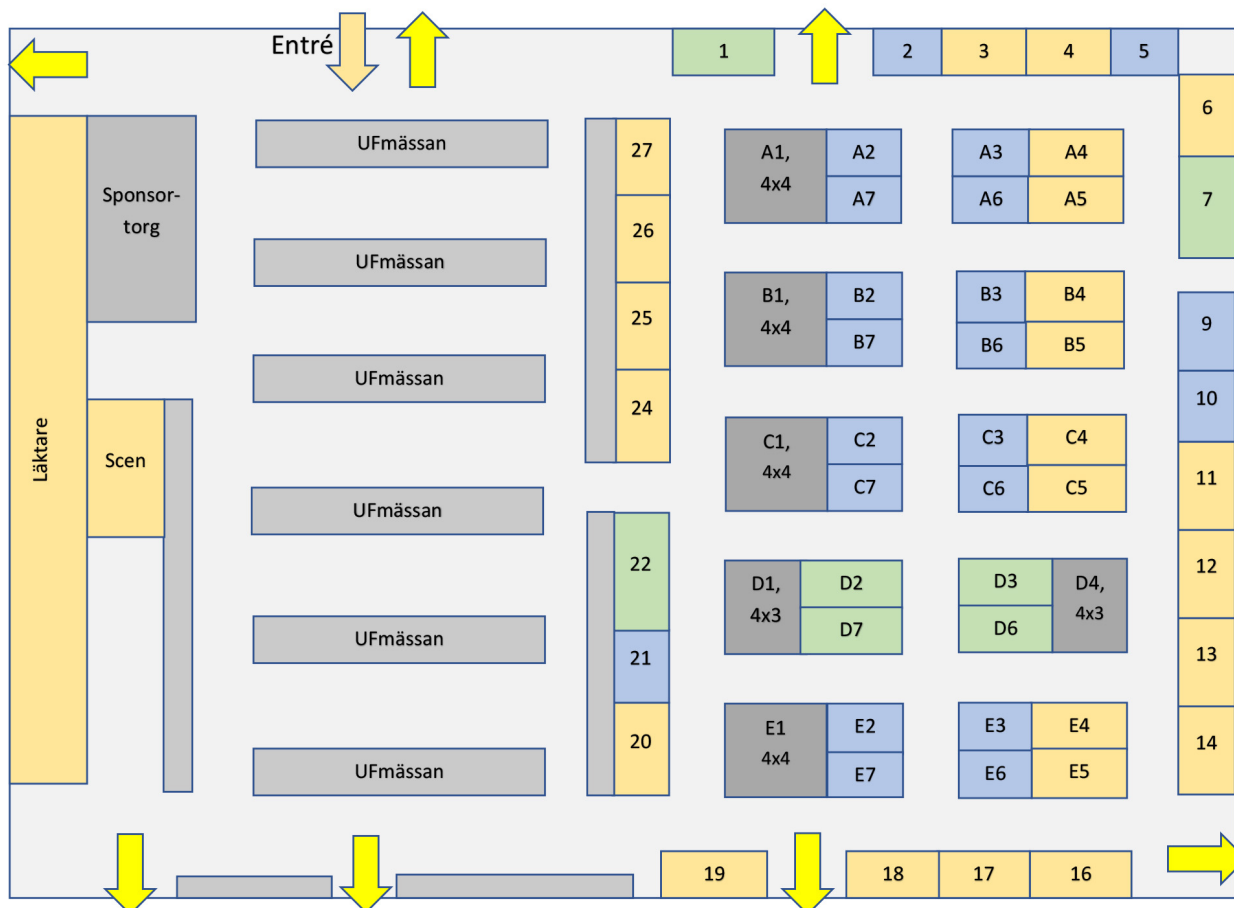 Entré
1
2
3
4
5
6
7
9
10
11
12
13
14
Sponsor-
torg
Läktare
Scen
UFmässan
UFmässan
UFmässan
UFmässan
UFmässan
UFmässan
27
26
25
24
22
21
20
A1,
4x4
A2
A7
A3
A4
A6
A5
B1,
4x4
B2
B7
B3
B4
B6
B5
C1,
4x4
C2
C7
C3
C4
C6
C5
D1,
4x3
D2
D7
D3
D6
D4,
4x3
E1
4x4
E2
E7
E3
E4
E6
E5
19
18
17
16